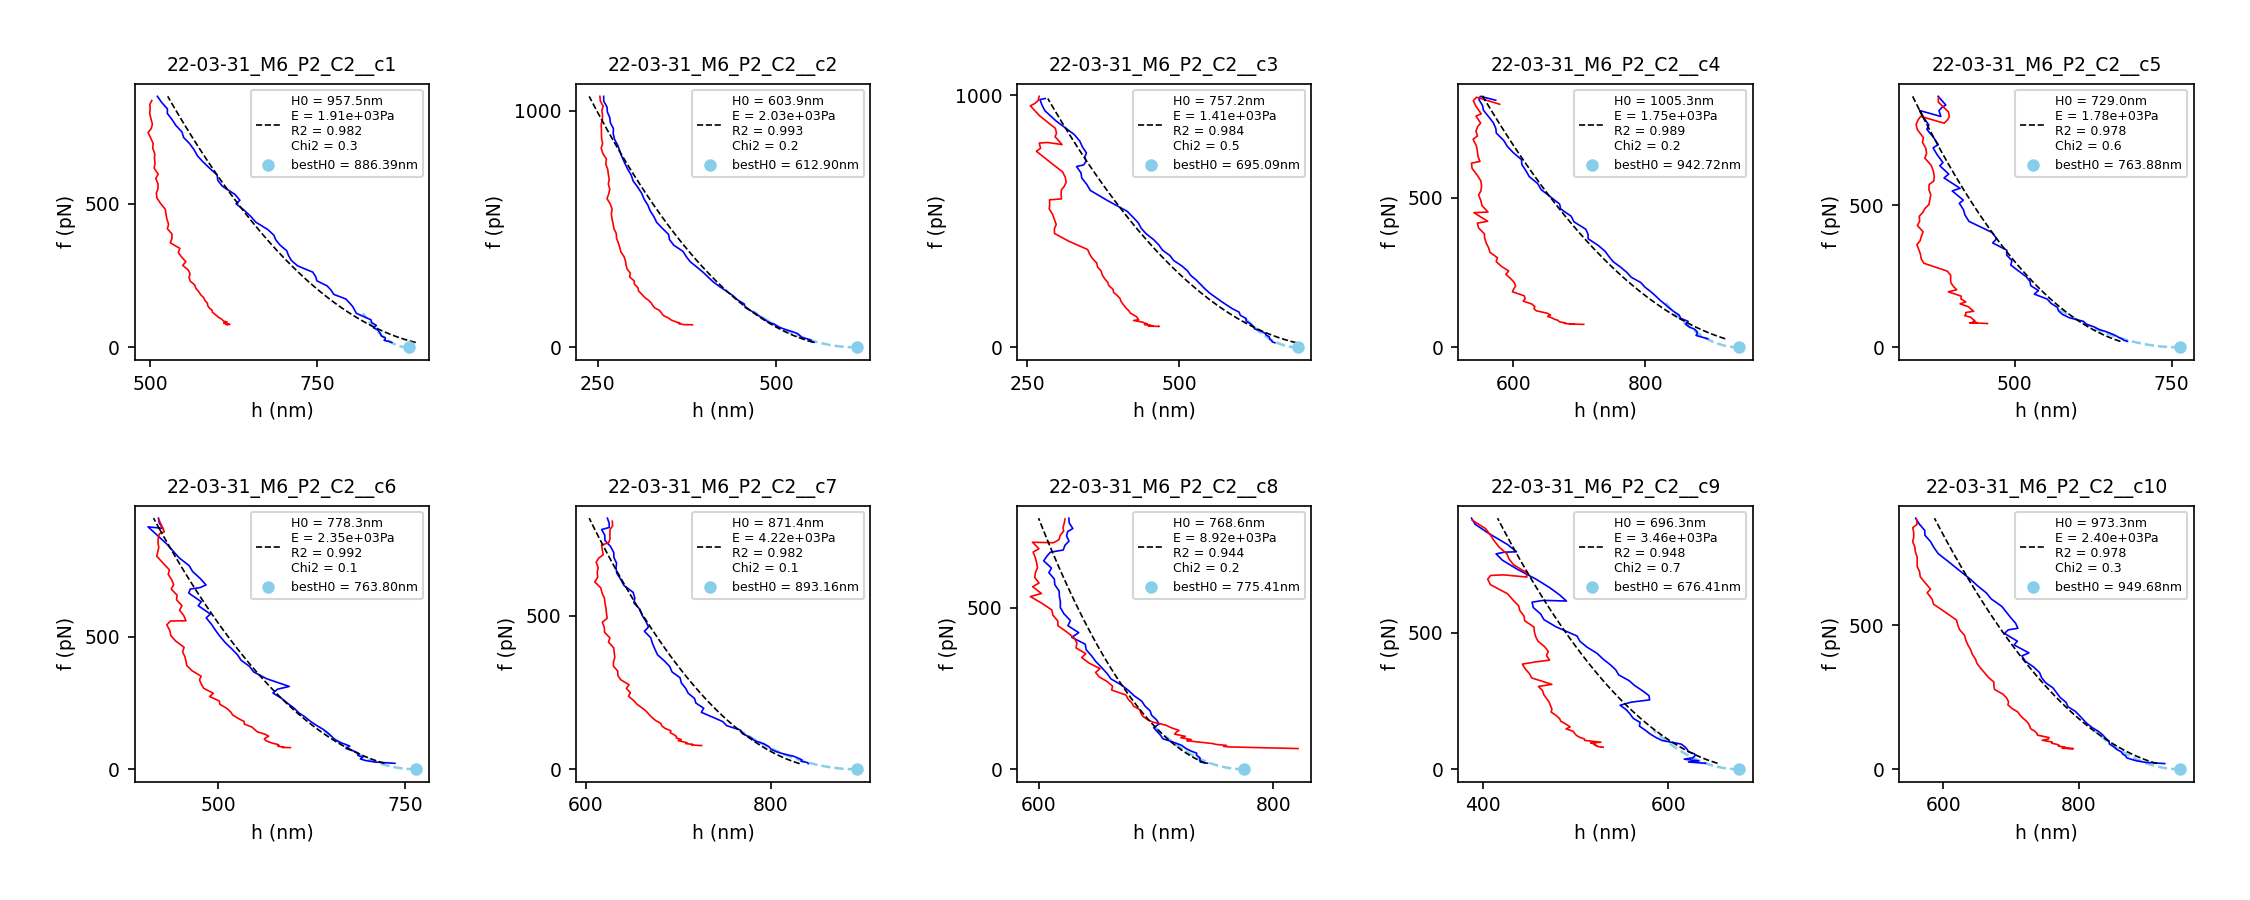 22-03-31_M6_P2_C2__c1
H0 = 957.5nm
E = 1.91e+03Pa
R2 = 0.982
Chi2 = 0.3
bestH0 = 886.39nm
500
0
f (pN)
500 750
h (nm)
22-03-31_M6_P2_C2__c2
H0 = 603.9nm
E = 2.03e+03Pa
R2 = 0.993
Chi2 = 0.2
bestH0 = 612.90nm
1000
0
f (pN)
250 500
h (nm)
22-03-31_M6_P2_C2__c3
H0 = 757.2nm
E = 1.41e+03Pa
R2 = 0.984
Chi2 = 0.5
bestH0 = 695.09nm
1000
0
f (pN)
250 500
h (nm)
22-03-31_M6_P2_C2__c4
H0 = 1005.3nm
E = 1.75e+03Pa
R2 = 0.989
Chi2 = 0.2
bestH0 = 942.72nm
500
0
f (pN)
600 800
h (nm)
22-03-31_M6_P2_C2__c5
H0 = 729.0nm
E = 1.78e+03Pa
R2 = 0.978
Chi2 = 0.6
bestH0 = 763.88nm
500
0
f (pN)
500 750
h (nm)
22-03-31_M6_P2_C2__c6
H0 = 778.3nm
E = 2.35e+03Pa
R2 = 0.992
Chi2 = 0.1
bestH0 = 763.80nm
500
0
f (pN)
500 750
h (nm)
22-03-31_M6_P2_C2__c7
H0 = 871.4nm
E = 4.22e+03Pa
R2 = 0.982
Chi2 = 0.1
bestH0 = 893.16nm
500
0
f (pN)
600 800
h (nm)
22-03-31_M6_P2_C2__c8
H0 = 768.6nm
E = 8.92e+03Pa
R2 = 0.944
Chi2 = 0.2
bestH0 = 775.41nm
500
0
f (pN)
600 800
h (nm)
22-03-31_M6_P2_C2__c9
H0 = 696.3nm
E = 3.46e+03Pa
R2 = 0.948
Chi2 = 0.7
bestH0 = 676.41nm
500
0
f (pN)
400 600
h (nm)
22-03-31_M6_P2_C2__c10
H0 = 973.3nm
E = 2.40e+03Pa
R2 = 0.978
Chi2 = 0.3
bestH0 = 949.68nm
500
0
f (pN)
600 800
h (nm)